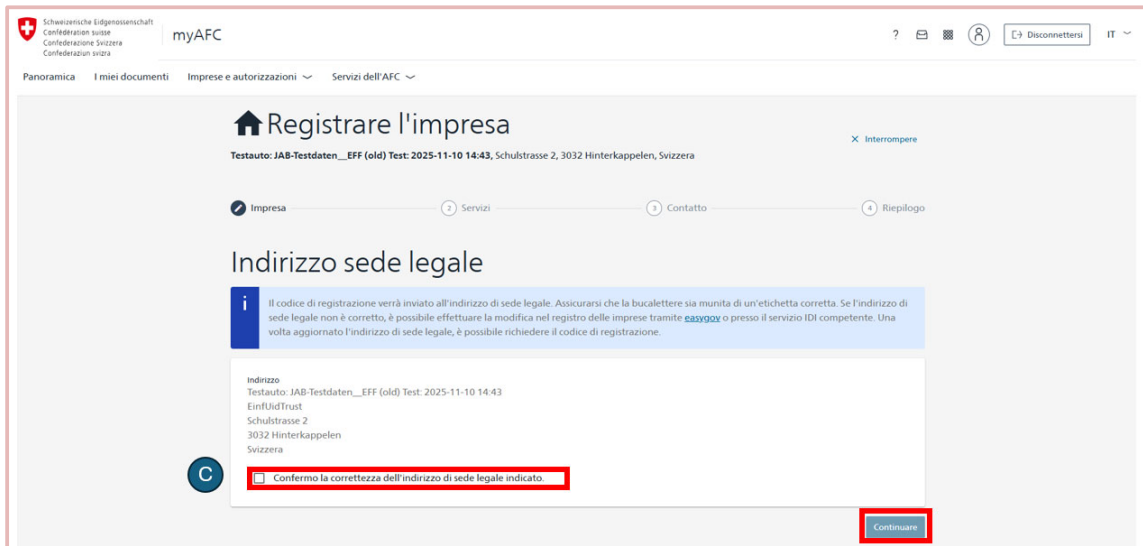 Schweizerische Eidgenossenschaft
Confédération suisse
Confederazione Svizzera
Confederaziun svizra
myAFC
?
Disconnettersi
IT
Panoramica I miei documenti Imprese e autorizzazioni Servizi dell'AFC
Registrare l'impresa
Interrompere
Testauto: JAB-Testdaten__EFF (old) Test: 2025-11-10 14:43, Schulstrasse 2, 3032 Hinterkappelen, Svizzera
Impresa 2 Servizi 3 Contatto 4 Riepilogo
Indirizzo sede legale
i
Il codice di registrazione verrà inviato all'indirizzo di sede legale. Assicurarsi che la bucalettere sia munita di un'etichetta corretta. Se l'indirizzo di
sede legale non è corretto, è possibile effettuare la modifica nel registro delle imprese tramite easygov o presso il servizio IDI competente. Una
volta aggiornato l'indirizzo di sede legale, è possibile richiedere il codice di registrazione.
Indirizzo
Testauto: JAB-Testdaten__EFF (old) Test: 2025-11-10 14:43
EinfUidTrust
Schulstrasse 2
3032 Hinterkappelen
Svizzera
C
Confermo la correttezza dell'indirizzo di sede legale indicato.
Continuare